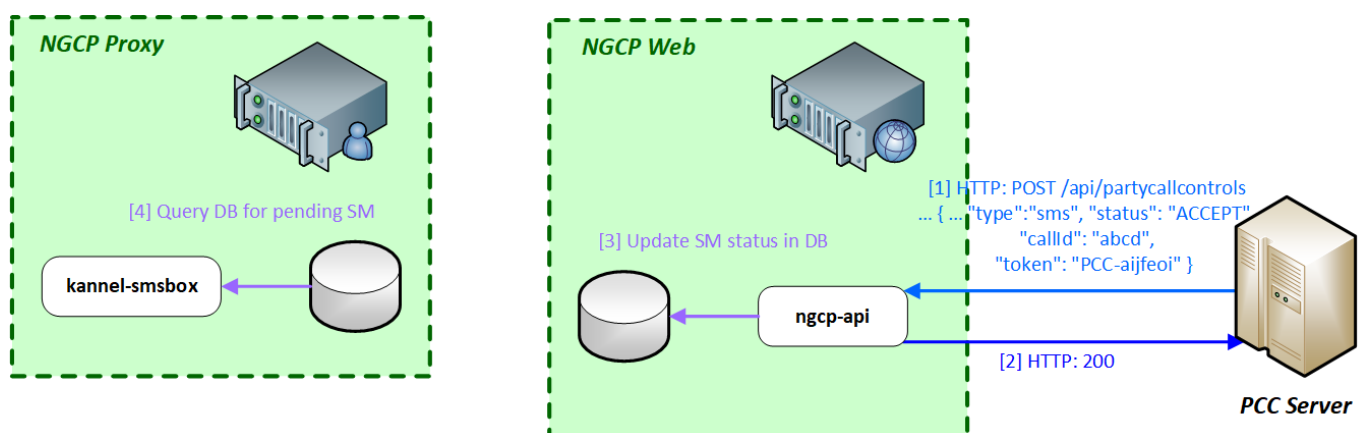 NGCP Proxy
[4] Query DB for pending SM
kannel-smsbox
NGCP Web
[3] Update SM status in DB
ngcp-api
[1] HTTP: POST /api/partycallcontrols
... { ... "type":"sms", "status": "ACCEPT"
"callId": "abcd",
"token": "PCC-aijfeoi" }
[2] HTTP: 200
PCC Server